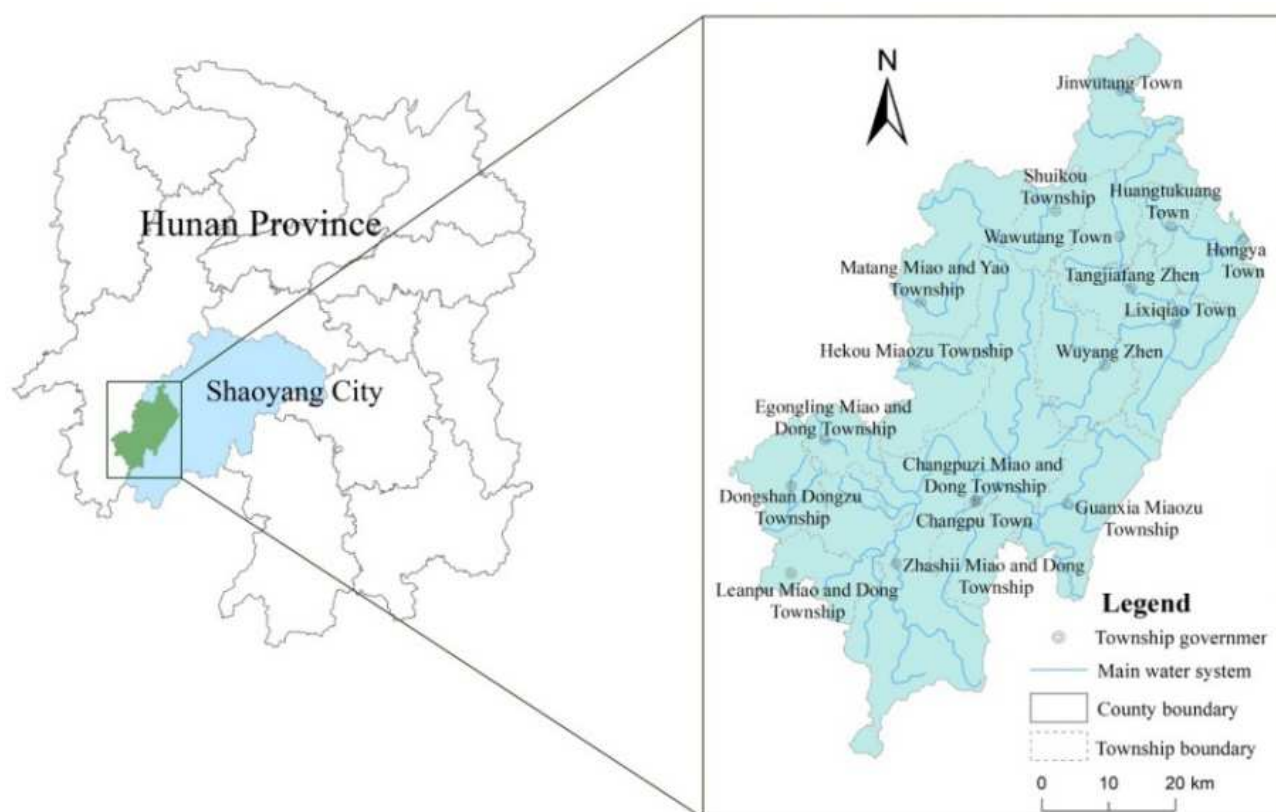 Hunan Province
Shaoyang City
N
Jinwutang Town
Shuikou
Township
Huangtukuang
Town
Wawutang Town
Hongya
Town
Matang Miao and Yao
Township
Tangjiafang Zhen
Lixiqiao Town
Hekou Miaozu Township
Wuyang Zhen
Egongling Miao and
Dong Township
Changpuzi Miao and
Dong Township
Dongshan Dongzu
Township
Changpu Town
Guanxia Miaozu
Township
Zhashii Miao and Dong
Township
Leanpu Miao and Dong
Township
Legend
Township governmer
Main water system
County boundary
Township boundary
0 10 20 km